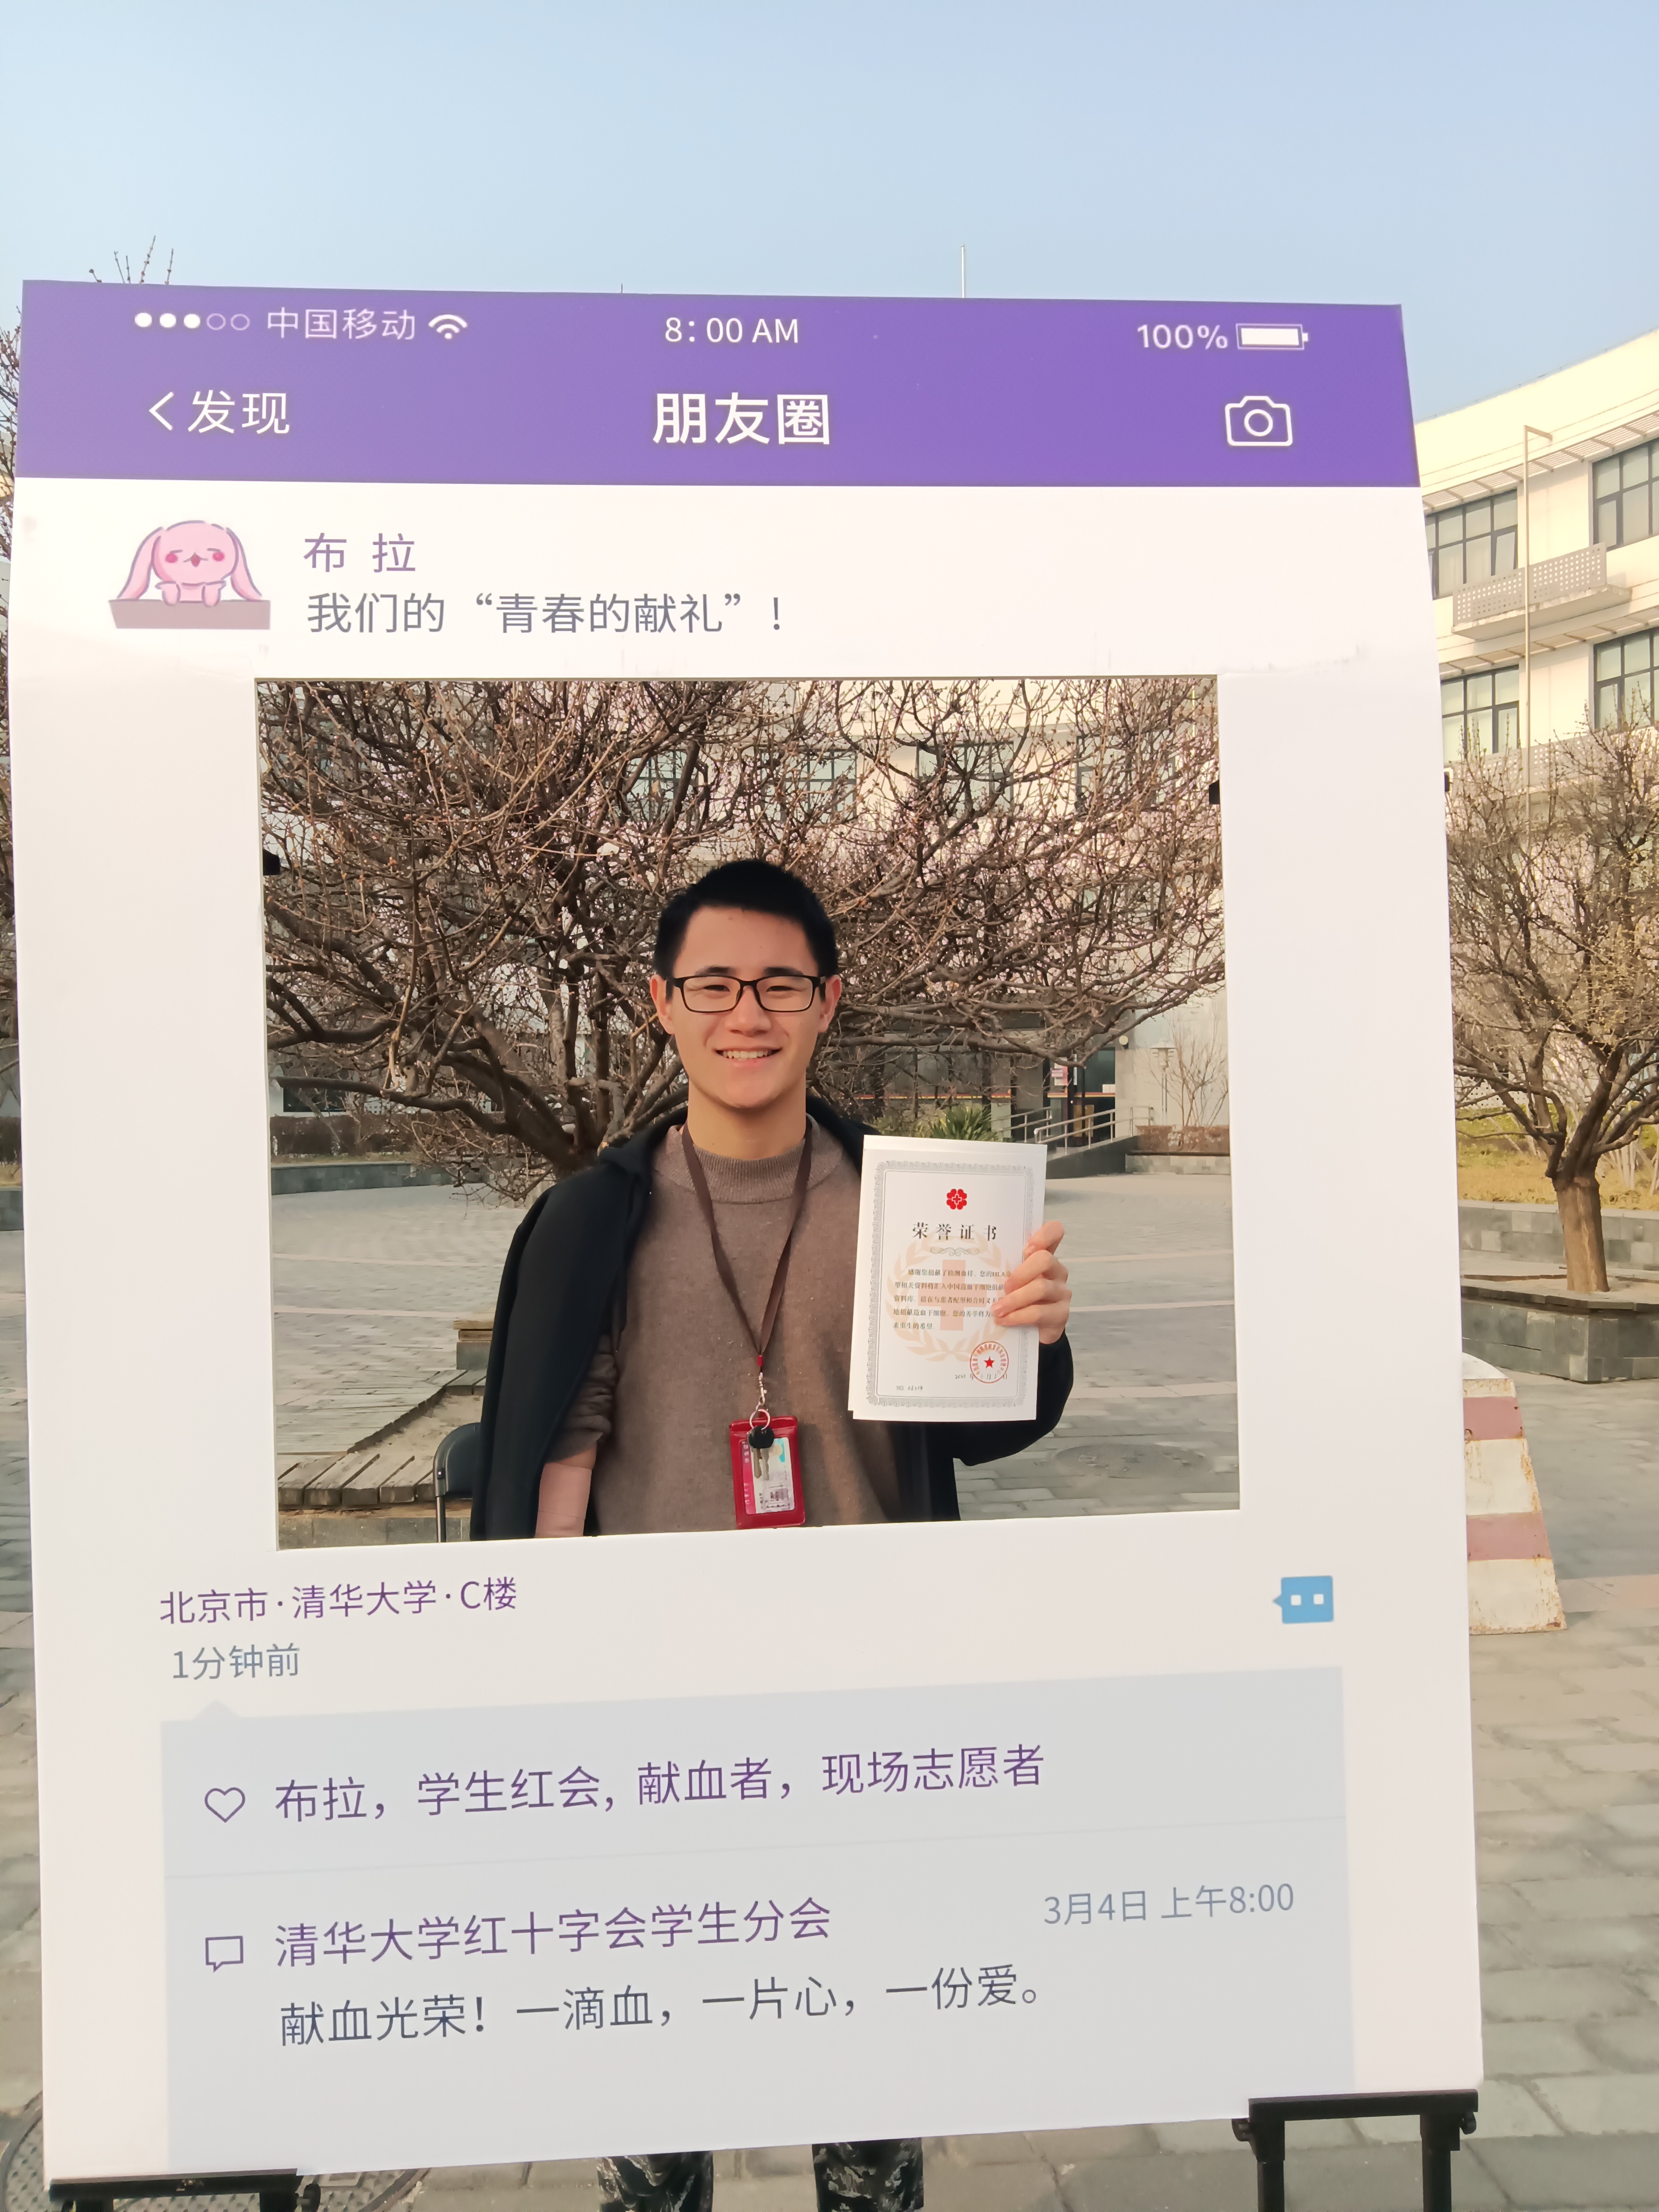 中国移动
8:00 AM
100%
<发现
朋友圈
布 拉
我们的“青春的献礼”!
荣誉证书
北京市·清华大学·C楼
1分钟前
布拉，学生红会, 献血者，现场志愿者
清华大学红十字会学生分会
3月4日 上午8:00
献血光荣！一滴血，一片心，一份爱。